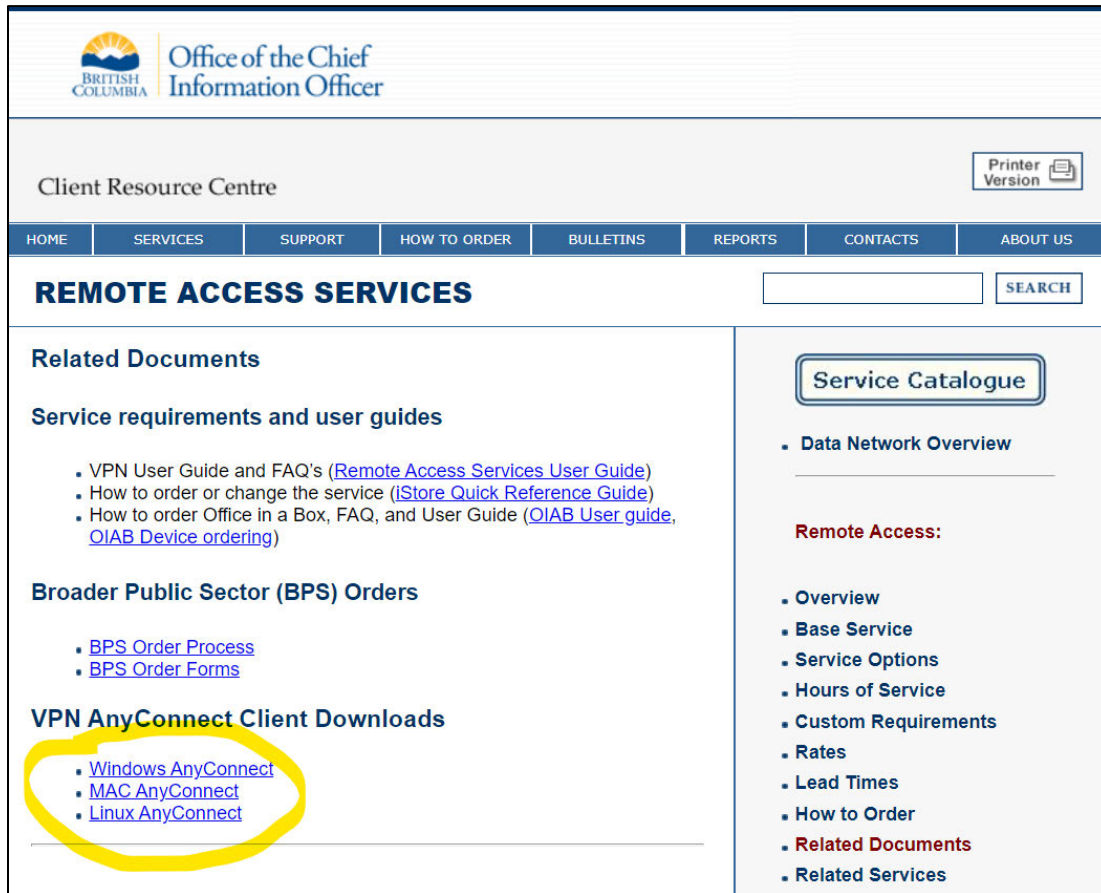 BRITISH
COLUMBIA
Office of the Chief
Information Officer
Client Resource Centre
Printer
Version
HOME SERVICES SUPPORT HOW TO ORDER BULLETINS REPORTS CONTACTS ABOUT US
REMOTE ACCESS SERVICES
SEARCH
Related Documents
Service requirements and user guides
VPN User Guide and FAQ's (Remote Access Services User Guide)
How to order or change the service (iStore Quick Reference Guide)
How to order Office in a Box, FAQ, and User Guide (OIAB User guide,
OIAB Device ordering)
Broader Public Sector (BPS) Orders
BPS Order Process
BPS Order Forms
VPN AnyConnect Client Downloads
Windows AnyConnect
MAC AnyConnect
Linux AnyConnect
Service Catalogue
Data Network Overview
Remote Access:
Overview
Base Service
Service Options
Hours of Service
Custom Requirements
Rates
Lead Times
How to Order
Related Documents
Related Services